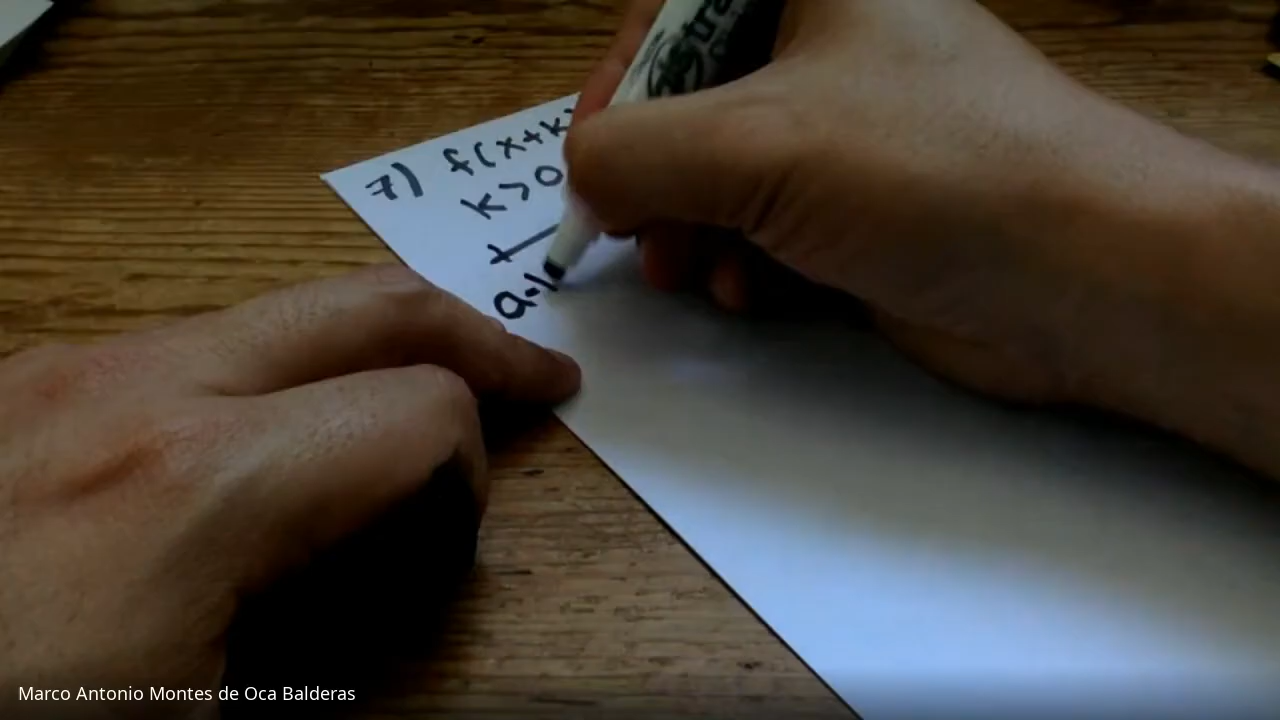 7) f(x+k)
k>0
a-k
Marco Antonio Montes de Oca Balderas